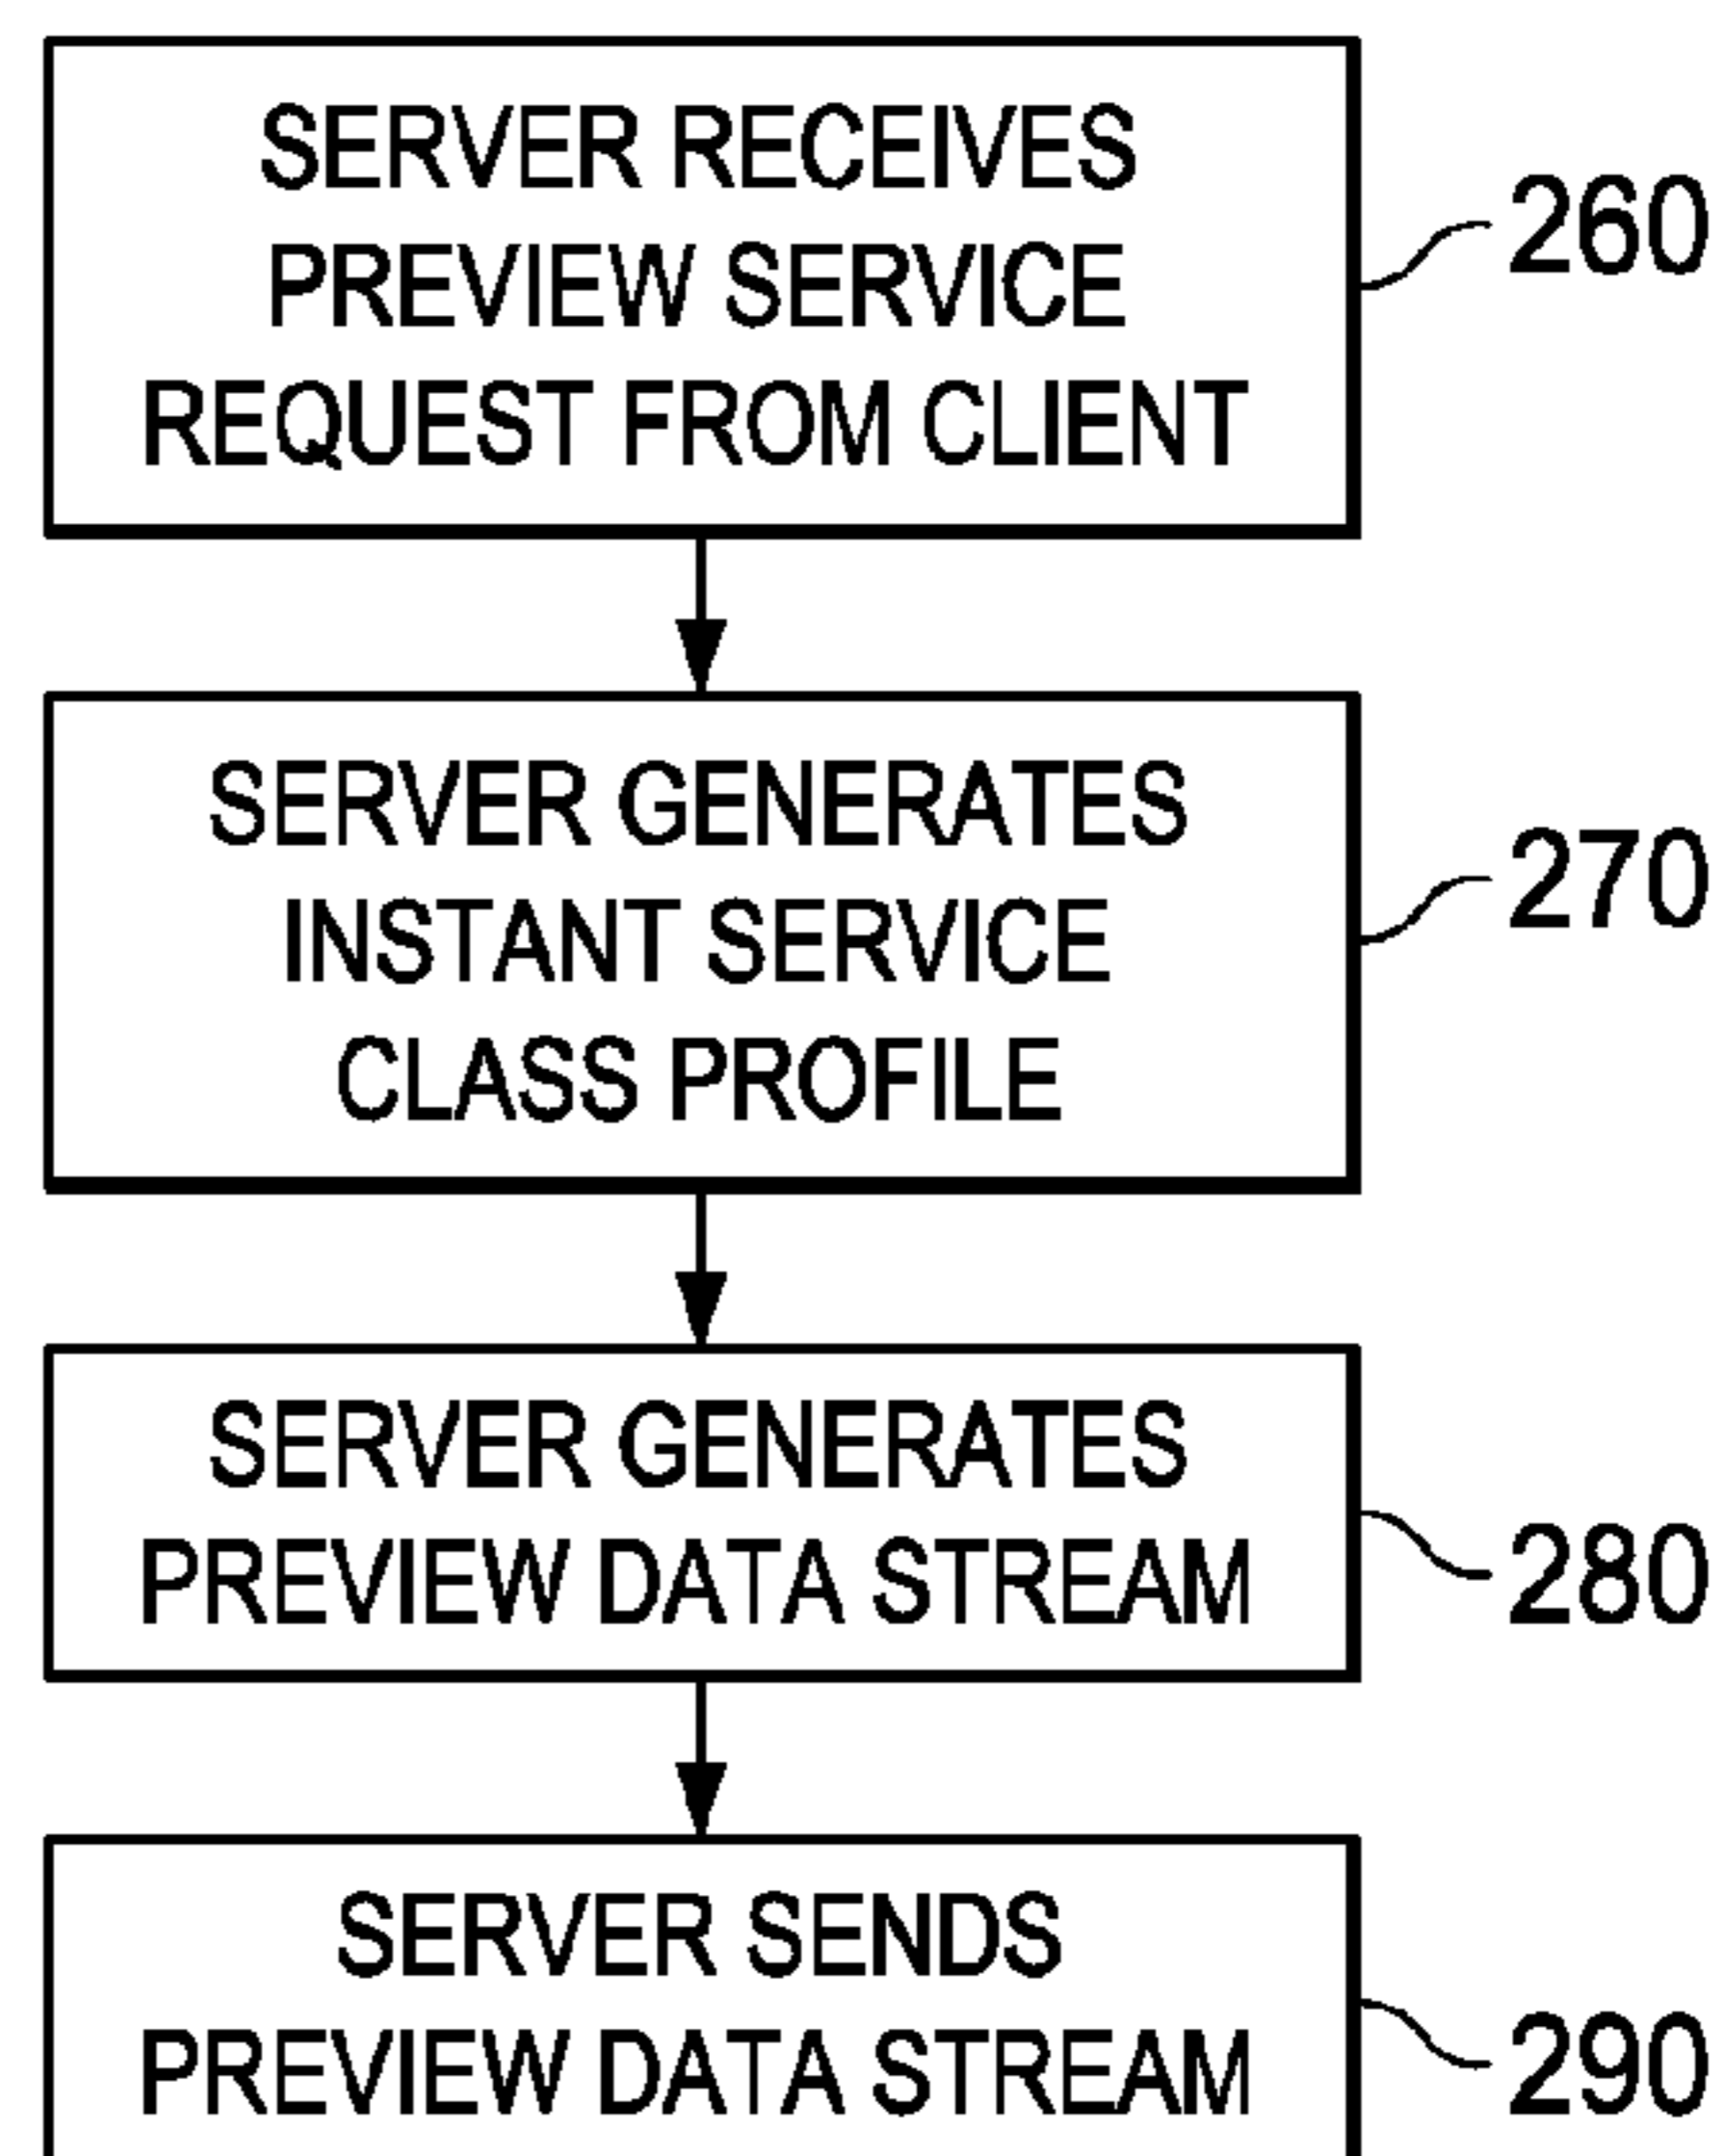 SERVER RECEIVES
PREVIEW SERVICE
REQUEST FROM CLIENT
260
SERVER GENERATES
INSTANT SERVICE
CLASS PROFILE
270
SERVER GENERATES
PREVIEW DATA STREAM
280
SERVER SENDS
PREVIEW DATA STREAM
290